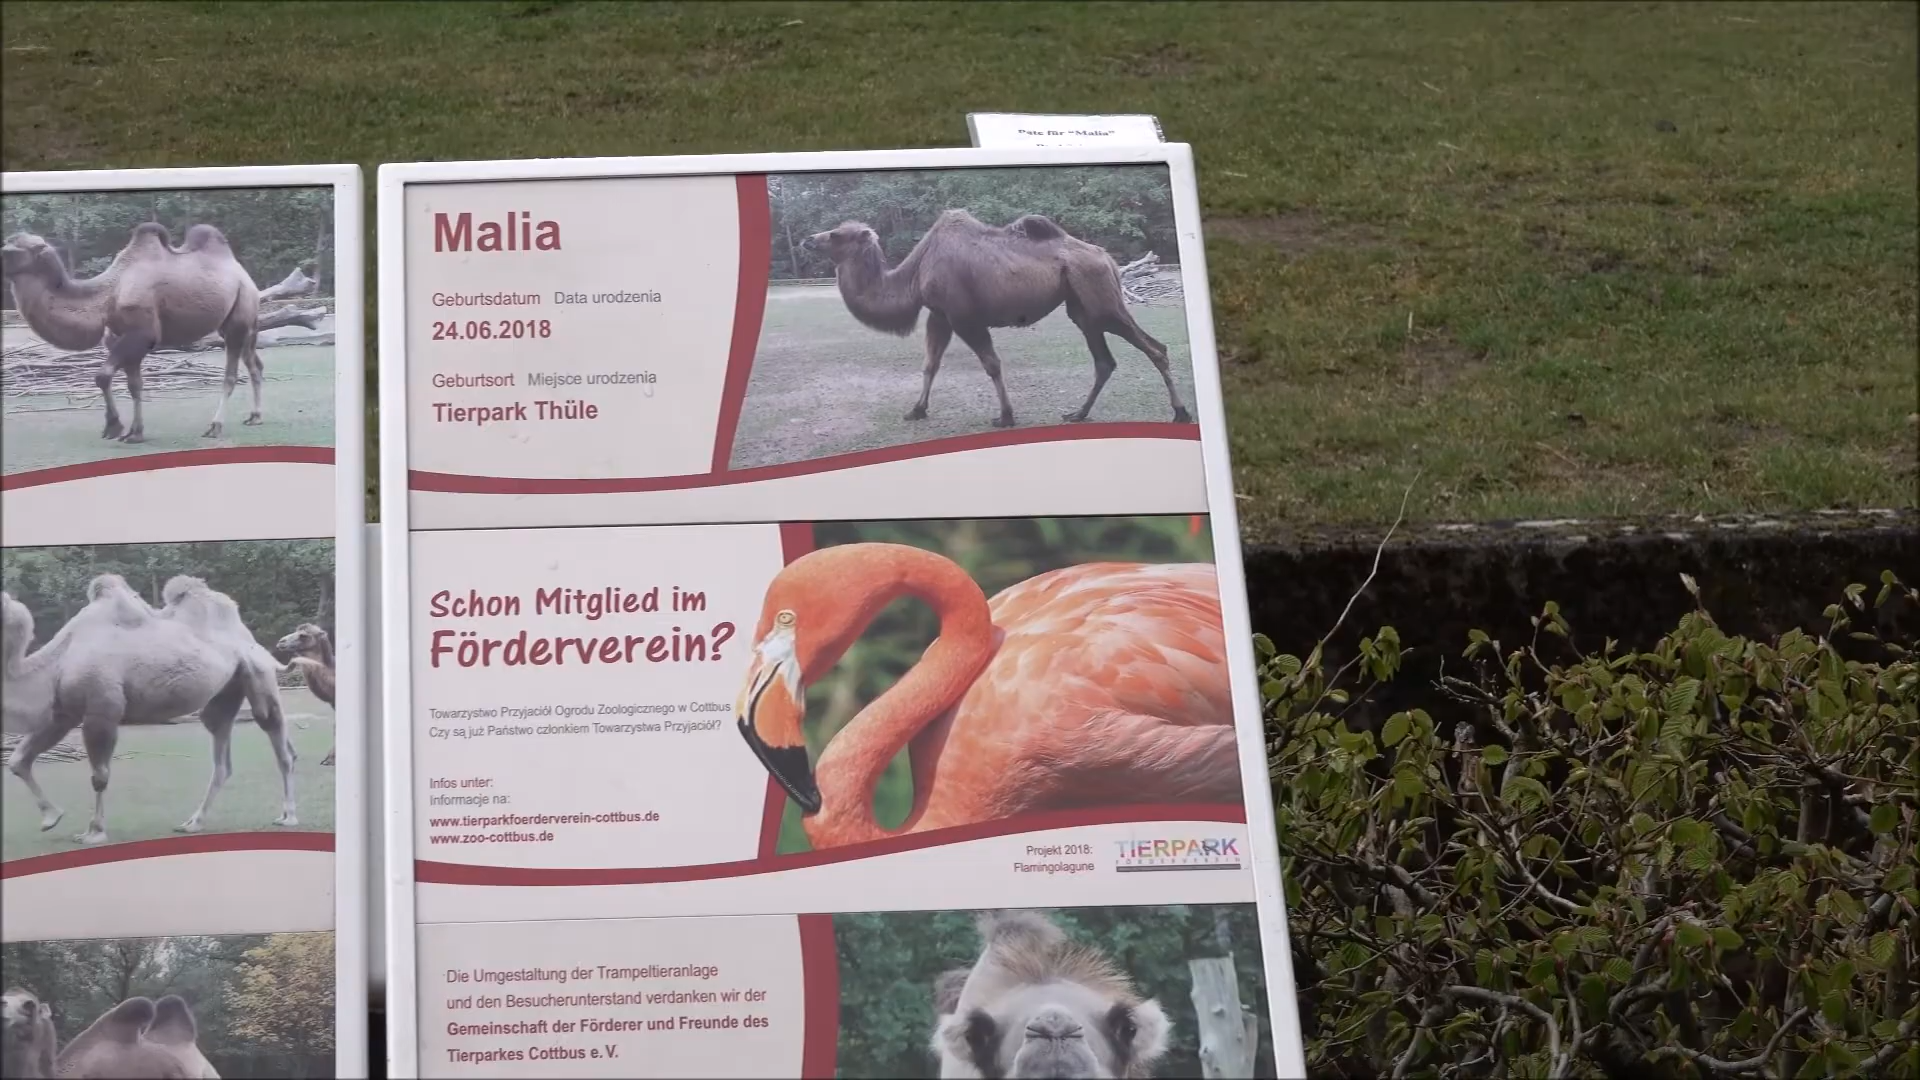 Pate für "Malia"
Malia
Geburtsdatum Data urodzenia
24.06.2018
Geburtsort Miejsce urodzenia
Tierpark Thüle
Schon Mitglied im
Förderverein?
Towarzystwo Przyjaciół Ogrodu Zoologicznego w Cottbus
Czy są już Państwo członkiem Towarzystwa Przyjaciół?
Infos unter:
Informacje na:
www.tierparkfoerderverein-cottbus.de
www.zoo-cottbus.de
Projekt 2018:
Flamingolagune
TIERPARK
FÖRDERVEREIN
Die Umgestaltung der Trampeltieranlage
und den Besucherunterstand verdanken wir der
Gemeinschaft der Förderer und Freunde des
Tierparkes Cottbus e.V.